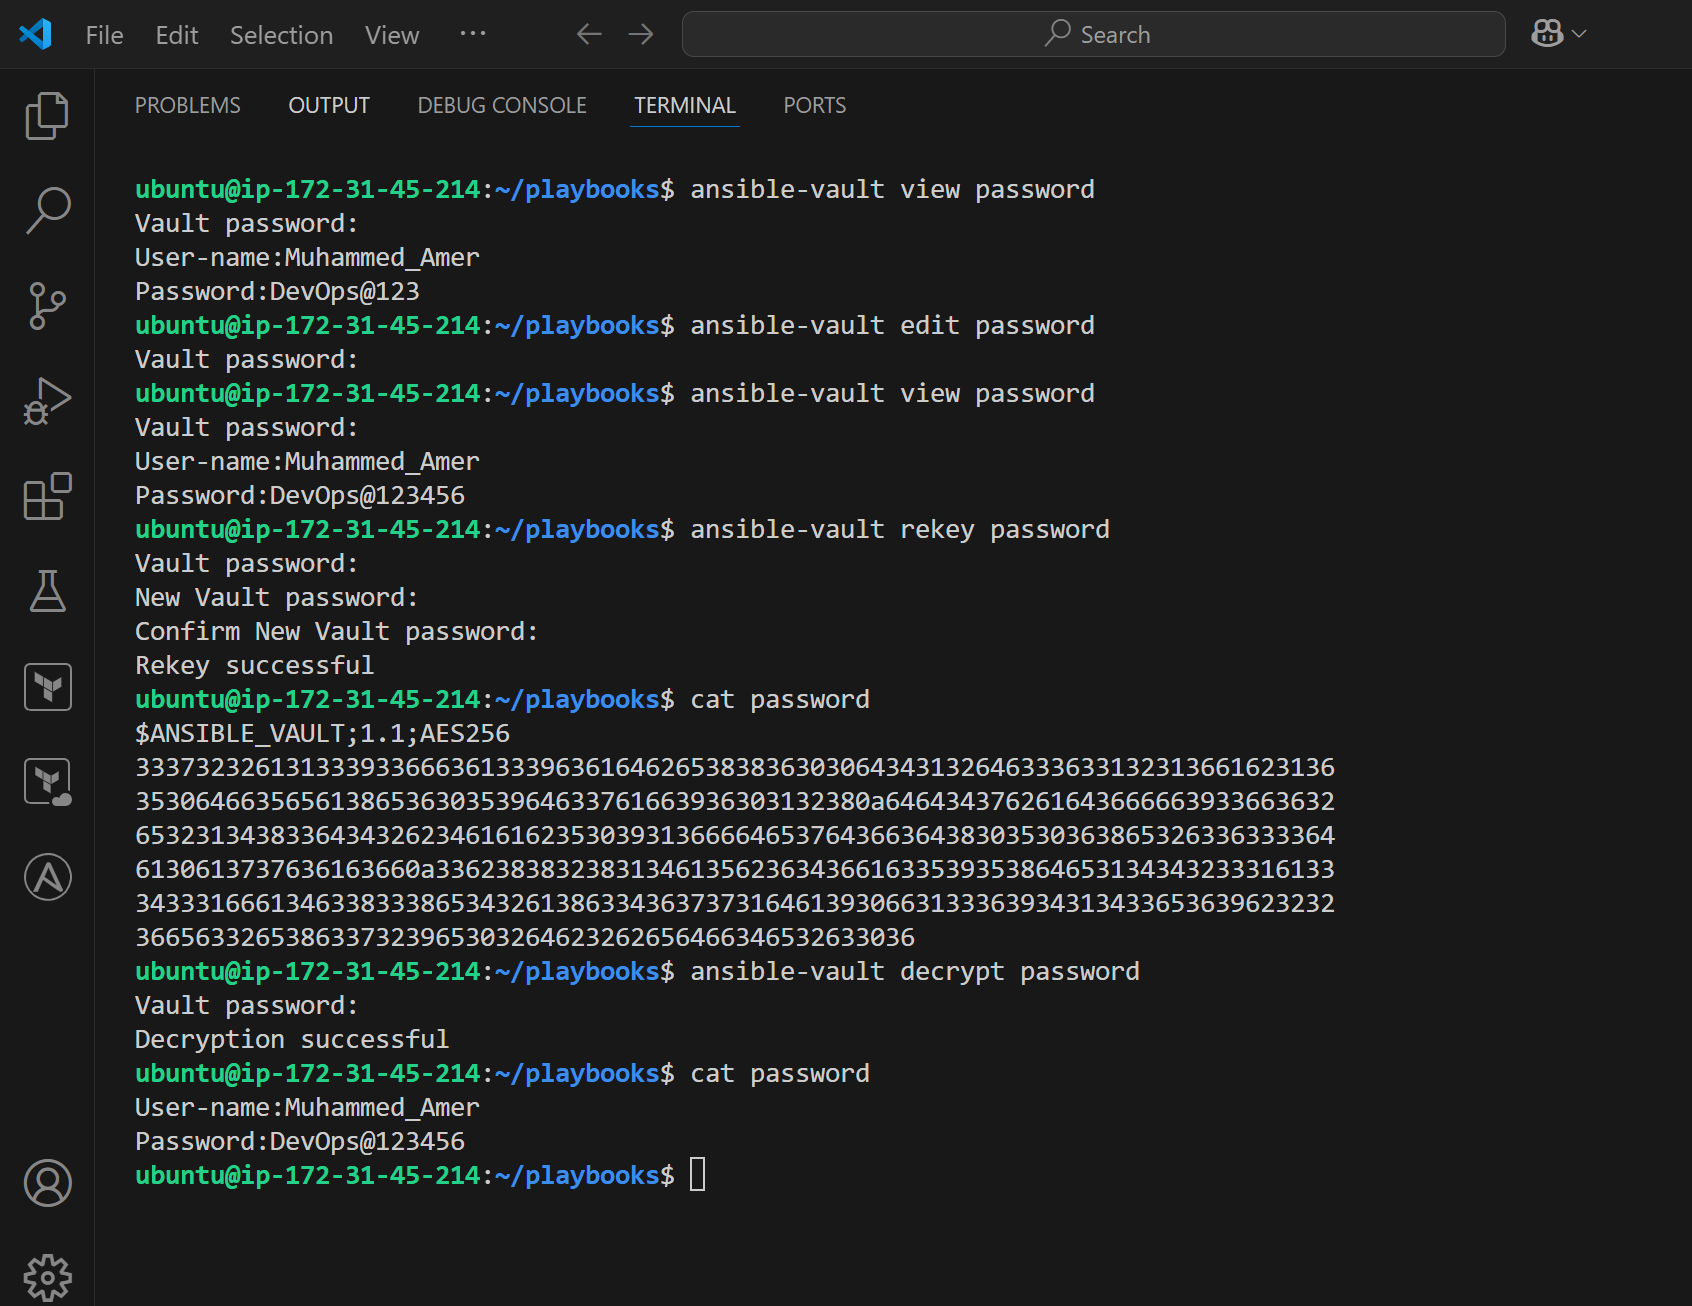 File Edit Selection View ··· Search
PROBLEMS OUTPUT DEBUG CONSOLE TERMINAL PORTS
ubuntu@ip-172-31-45-214:~/playbooks$ ansible-vault view password
Vault password:
User-name:Muhammed_Amer
Password:DevOps@123
ubuntu@ip-172-31-45-214:~/playbooks$ ansible-vault edit password
Vault password:
ubuntu@ip-172-31-45-214:~/playbooks$ ansible-vault view password
Vault password:
User-name:Muhammed_Amer
Password:DevOps@123456
ubuntu@ip-172-31-45-214:~/playbooks$ ansible-vault rekey password
Vault password:
New Vault password:
Confirm New Vault password:
Rekey successful
ubuntu@ip-172-31-45-214:~/playbooks$ cat password
$ANSIBLE_VAULT;1.1;AES256
33373232613133393366636133396361646265383836303064343132646333633132313661623136
3530646635656138653630353964633761663936303132380a646434376261643666663933663632
65323134383364343262346161623530393136666465376436636438303530363865326336333364
6130613737636163660a336238383238313461356236343661633539353864653134343233316133
34333166613463383338653432613863343637373164613930663133363934313433653639623232
3665633265386337323965303264623262656466346532633036
ubuntu@ip-172-31-45-214:~/playbooks$ ansible-vault decrypt password
Vault password:
Decryption successful
ubuntu@ip-172-31-45-214:~/playbooks$ cat password
User-name:Muhammed_Amer
Password:DevOps@123456
ubuntu@ip-172-31-45-214:~/playbooks$